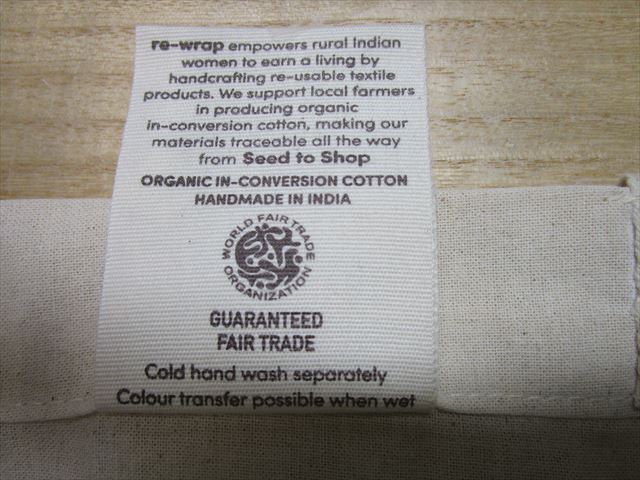 re-wrap empowers rural Indian
women to earn a living by
handcrafting re-usable textile
products. We support local farmers
in producing organic
in-conversion cotton, making our
materials traceable all the way
from Seed to Shop
ORGANIC IN-CONVERSION COTTON
HANDMADE IN INDIA
WORLD FAIR TRADE
ORGANIZATION
GUARANTEED
FAIR TRADE
Cold hand wash separately
Colour transfer possible when wet